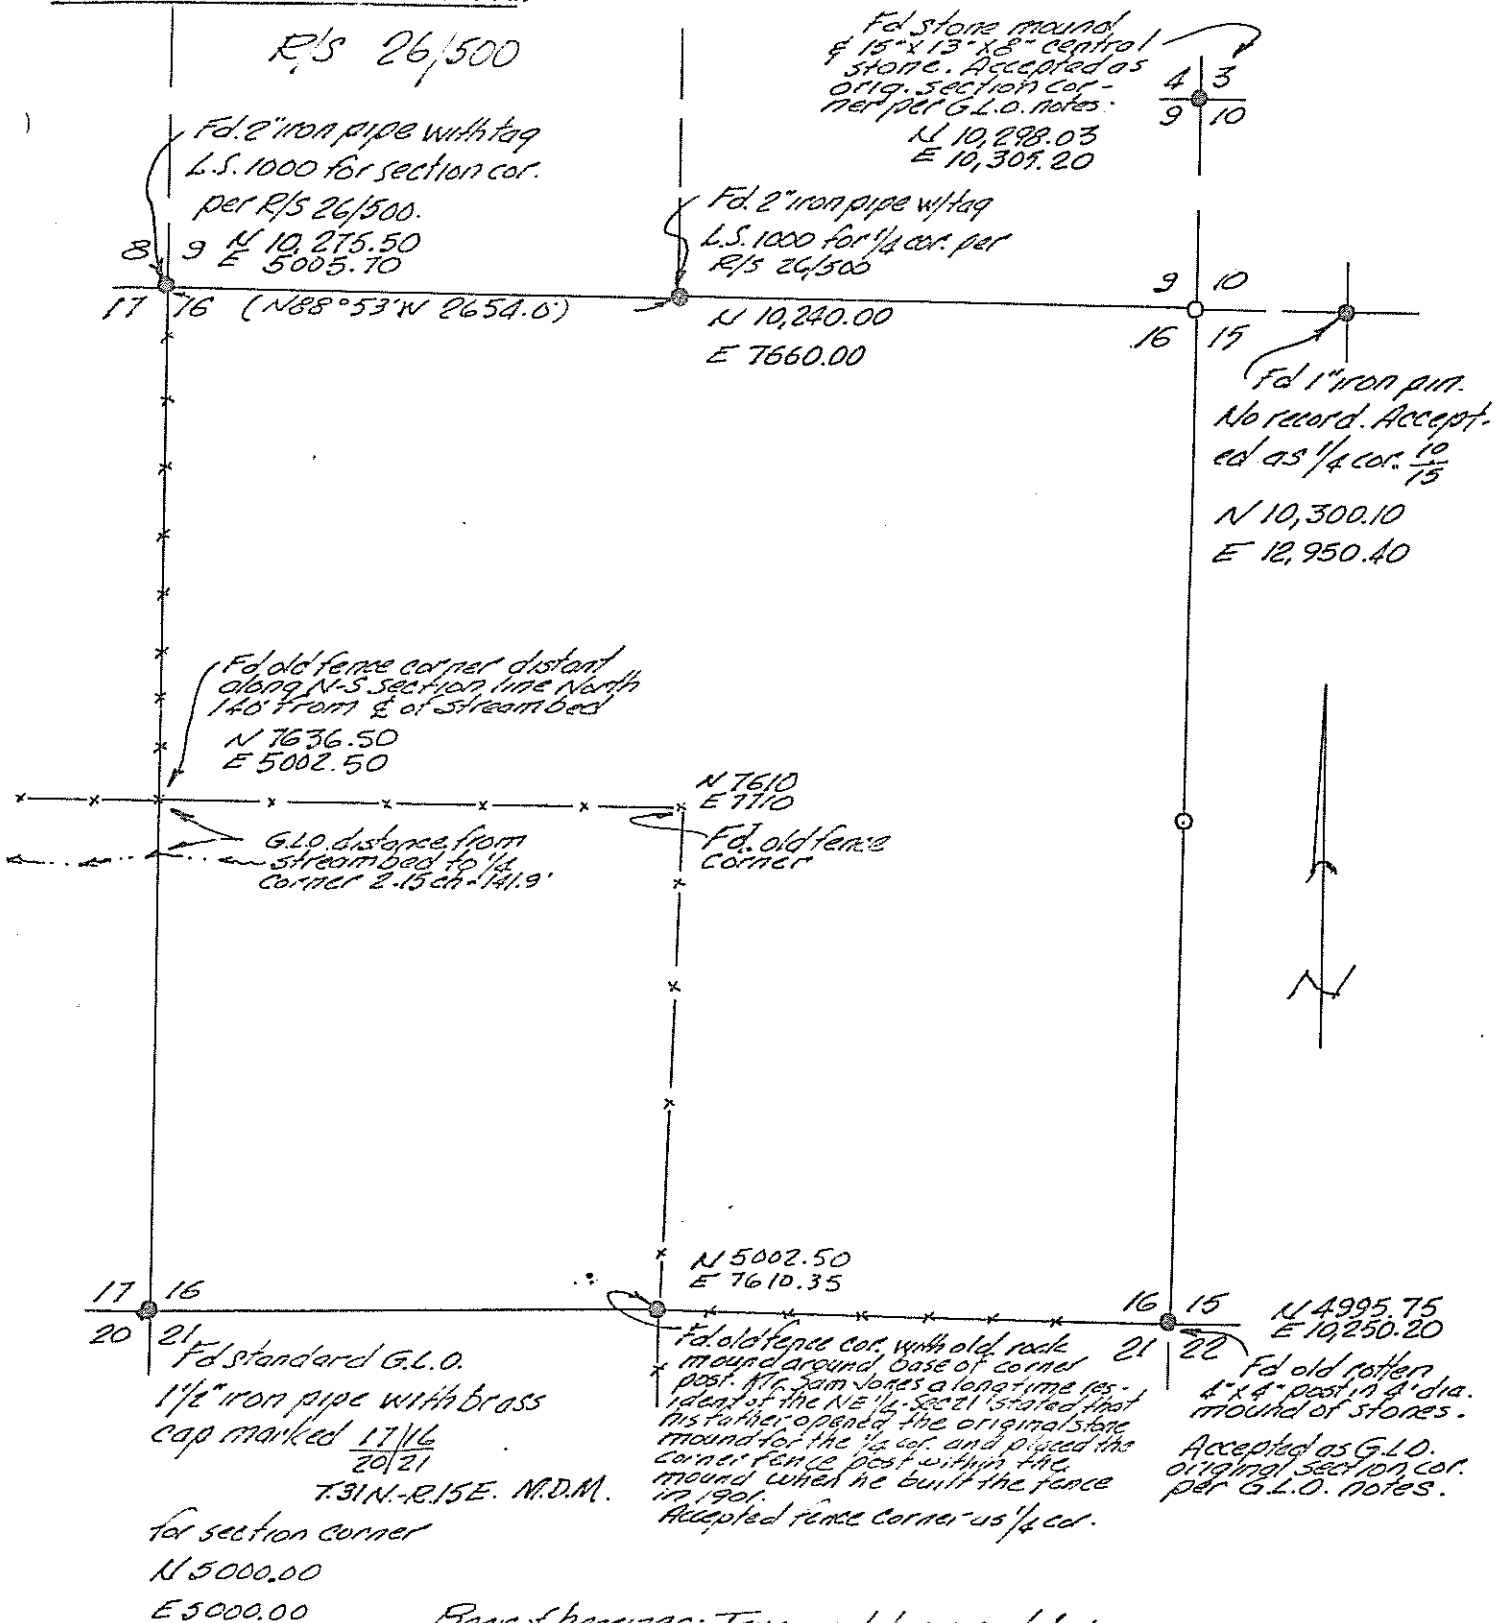 R/S 26/500
Fd stone mound
& 15"x13"x8" central
stone. Accepted as
orig. section cor-
ner per G.L.O. notes.
N 10,298.03
E 10,305.20
4 3
9 10
Fd. 2" iron pipe with tag
L.S. 1000 for section cor.
per R/S 26/500.
N 10,275.50
E 5005.70
8 9
17 16
(N88°53'W 2654.0')
Fd. 2" iron pipe w/tag
L.S. 1000 for 1/4 cor. per
R/S 26/500
N 10,240.00
E 7660.00
9 10
16 15
Fd 1" iron pin.
No record. Accept-
ed as 1/4 cor. 10/15
N 10,300.10
E 12,950.40
Fd old fence corner distant
along N-S section line North
140' from ℄ of streambed
N 7636.50
E 5002.50
N 7610
E 7710
Fd. old fence
corner
G.L.O. distance from
streambed to 1/4
corner 2.15 ch = 141.9'
N
N 5002.50
E 7610.35
17 16
20 21
Fd standard G.L.O.
1 1/2" iron pipe with brass
cap marked 17|16
20|21
T.31N.-R.15E. M.D.M.
for section corner
N 5000.00
E 5000.00
Fd. old fence cor. with old rock
mound around base of corner
post. Mr. Sam Jones a long time res-
ident of the NE 1/4 - Sec 21 stated that
his father opened the original stone
mound for the 1/4 cor. and placed the
corner fence post within the
mound when he built the fence
in 1901.
Accepted fence corner as 1/4 cor.
16 15
21 22
N 4995.75
E 10,250.20
Fd old rotten
4"x4" post in 4' dia.
mound of stones.
Accepted as G.L.O.
original section cor.
per G.L.O. notes.